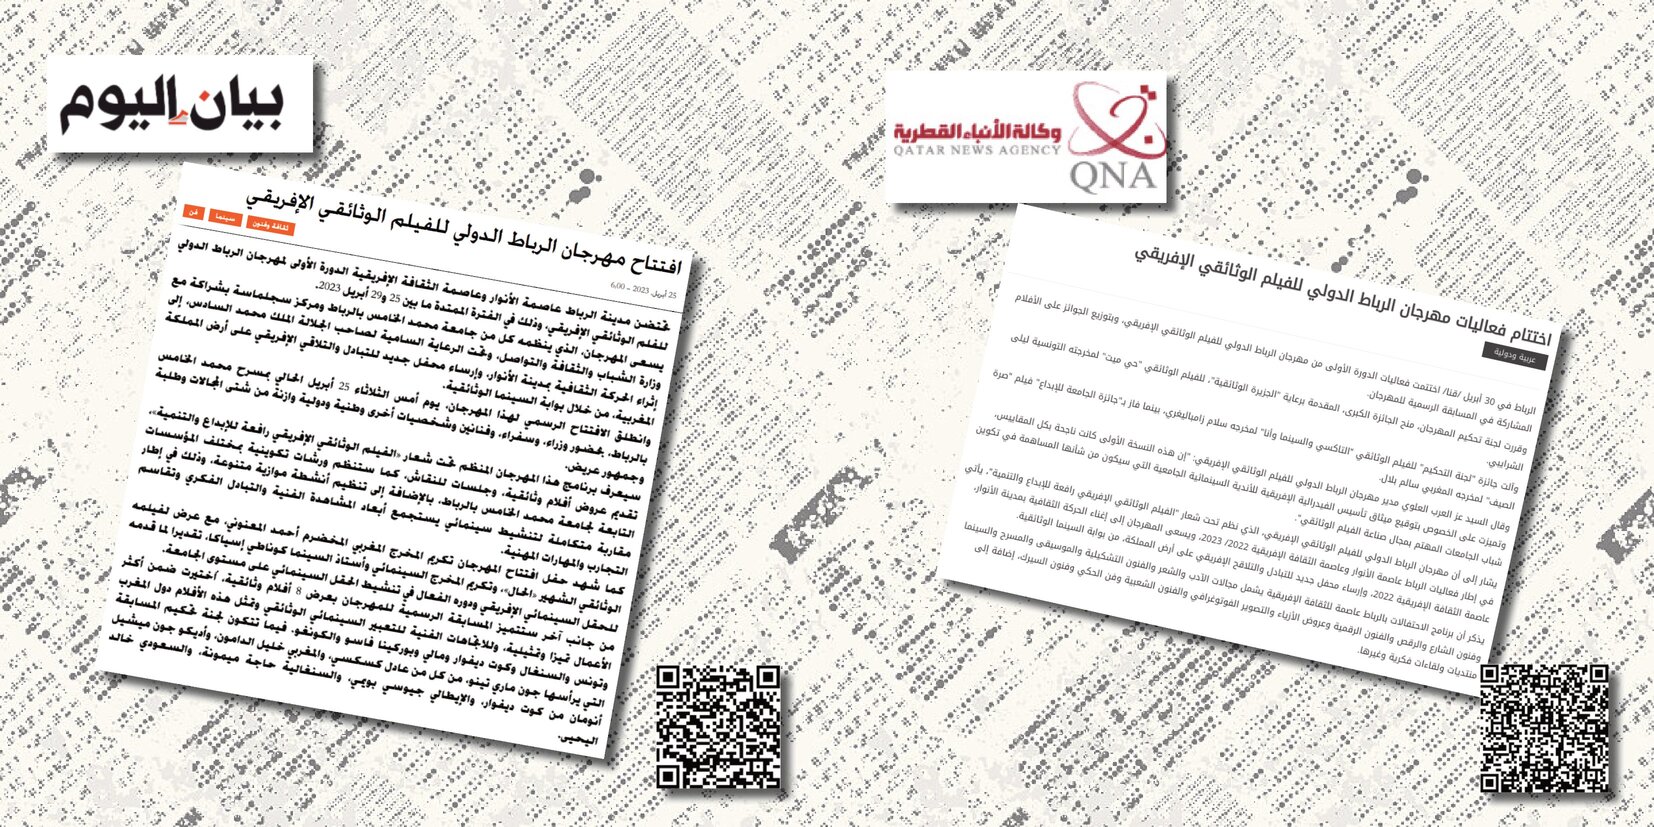 بيان اليوم
افتتاح مهرجان الرباط الدولي للفيلم الوثائقي الإفريقي
25 أبريل، 2023 - 6,00
ثقافة وفنون
سينما
فن
تحتضن مدينة الرباط عاصمة الأنوار وعاصمة الثقافة الإفريقية الدورة الأولى لمهرجان الرباط الدولي
للفلم الوثائقي الإفريقي، وذلك في الفترة الممتدة ما بين 25 و29 أبريل 2023.
يسعى المهرجان، الذي ينظمه كل من جامعة محمد الخامس بالرباط ومركز سجلماسة بشراكة مع
وزارة الشباب والثقافة والتواصل، وتحت الرعاية السامية لصاحب الجلالة الملك محمد السادس، إلى
إثراء الحركة الثقافية بمدينة الأنوار، وإرساء محفل جديد للتبادل والتلاقي الإفريقي على أرض المملكة
المغربية، من خلال بوابة السينما الوثائقية.
وانطلق الافتتاح الرسمي لهذا المهرجان، يوم أمس الثلاثاء 25 أبريل الحالي بمسرح محمد الخامس
بالرباط، بحضور وزراء، وسفراء، وفنانين وشخصيات أخرى وطنية ودولية وازنة من شتى المجالات وطلبة
وجمهور عريض.
سيعرف برنامج هذا المهرجان المنظم تحت شعار «الفيلم الوثائقي الإفريقي رافعة للإبداع والتنمية»،
تقديم عروض أفلام وثائقية، وجلسات للنقاش، كما ستنظم ورشات تكوينية بمختلف المؤسسات
التابعة لجامعة محمد الخامس بالرباط، بالإضافة إلى تنظيم أنشطة موازية متنوعة، وذلك في إطار
مقاربة متكاملة لتنشيط سينمائي يستجمع أبعاد المشاهدة الفنية والتبادل الفكري وتقاسم
التجارب والمهارات المهنية.
كما شهد حفل افتتاح المهرجان تكريم المخرج المغربي المخضرم أحمد المعنوني، مع عرض لفيلمه
الوثائقي الشهير «الحال»، وتكريم المخرج السينمائي وأستاذ السينما كوناطي إسياكا، تقديرا لما قدمه
للحقل السينمائي الإفريقي ودوره الفعال في تنشيط الحقل السينمائي على مستوى الجامعة.
من جانب آخر ستتميز المسابقة الرسمية للمهرجان بعرض 8 أفلام وثائقية، أختيرت ضمن أكثر
الأعمال تميزا وتمثيلية، وللاتجاهات الفنية للتعبير السينمائي الوثائقي وتمثل هذه الأفلام دول المغرب
وتونس والسنغال وكوت ديفوار ومالي وبوركينا فاسو والكونغو. فيما تتكون لجنة تحكيم المسابقة
التي يرأسها جون ماري تينو، من كل من عادل كسكسي، والمغربي خليل الدامون، وأديكو جون ميشيل
أنومان من كوت ديفوار، والإيطالي جيوسي بويمي، والسنغالية حاجة ميمونة، والسعودي خالد
اليحيى.
وكالة الأنباء القطرية
QATAR NEWS AGENCY
QNA
اختتام فعاليات مهرجان الرباط الدولي للفيلم الوثائقي الإفريقي
عربية ودولية
الرباط في 30 أبريل /قنا/ اختتمت فعاليات الدورة الأولى من مهرجان الرباط الدولي للفيلم الوثائقي الإفريقي، وبتوزيع الجوائز على الأفلام
المشاركة في المسابقة الرسمية للمهرجان.
وقررت لجنة تحكيم المهرجان، منح الجائزة الكبرى، المقدمة برعاية "الجزيرة الوثائقية"، للفيلم الوثائقي "حي ميت" لمخرجته التونسية ليلى
الشرابيي.
وآلت جائزة "لجنة التحكيم" للفيلم الوثائقي "التاكسي والسينما وأنا" لمخرجه سلام زامباليغري، بينما فاز بـ"جائزة الجامعة للإبداع" فيلم "صرة
الصيف" لمخرجه المغربي سالم بلال.
وقال السيد عز العرب العلوي مدير مهرجان الرباط الدولي للفيلم الوثائقي الإفريقي: "إن هذه النسخة الأولى كانت ناجحة بكل المقاييس،
وتميزت على الخصوص بتوقيع ميثاق تأسيس الفيدرالية الإفريقية للأندية السينمائية الجامعية التي سيكون من شأنها المساهمة في تكوين
شباب الجامعات المهتم بمجال صناعة الفيلم الوثائقي".
يشار إلى أن مهرجان الرباط الدولي للفيلم الوثائقي الإفريقي، الذي نظم تحت شعار "الفيلم الوثائقي الإفريقي رافعة للإبداع والتنمية"، يأتي
في إطار فعاليات الرباط عاصمة الأنوار وعاصمة الثقافة الإفريقية 2022/ 2023، ويسعى المهرجان إلى إغناء الحركة الثقافية بمدينة الأنوار،
عاصمة الثقافة الإفريقية 2022، وإرساء محفل جديد للتبادل والتلاقح الإفريقي على أرض المملكة، من بوابة السينما الوثائقية.
يذكر أن برنامج الاحتفالات بالرباط عاصمة للثقافة الإفريقية يشمل مجالات الأدب والشعر والفنون التشكيلية والموسيقى والمسرح والسينما
وفنون الشارع والرقص والفنون الرقمية وعروض الأزياء والتصوير الفوتوغرافي والفنون الشعبية وفن الحكي وفنون السيرك، إضافة إلى
منتديات ولقاءات فكرية وغيرها.